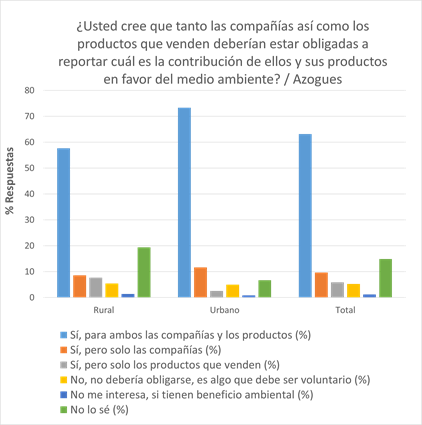 ¿Usted cree que tanto las compañías así como los
productos que venden deberían estar obligadas a
reportar cuál es la contribución de ellos y sus productos
en favor del medio ambiente? / Azogues
% Respuestas
80
70
60
50
40
30
20
10
0
Rural Urbano Total
Sí, para ambos las compañías y los productos (%)
Sí, pero solo las compañías (%)
Sí, pero solo los productos que venden (%)
No, no debería obligarse, es algo que debe ser voluntario (%)
No me interesa, si tienen beneficio ambiental (%)
No lo sé (%)